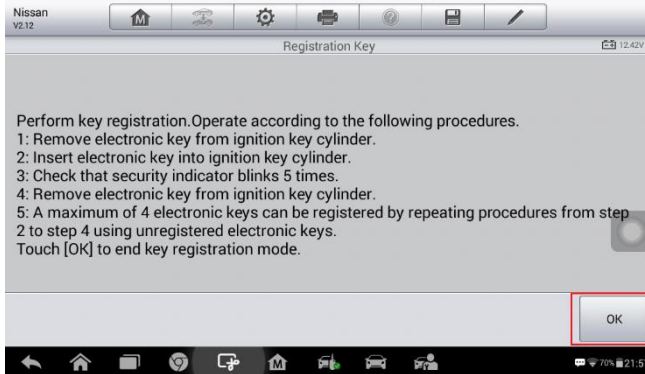 Nissan
V2.12
Registration Key
12.42V
Perform key registration.Operate according to the following procedures.
1: Remove electronic key from ignition key cylinder.
2: Insert electronic key into ignition key cylinder.
3: Check that security indicator blinks 5 times.
4: Remove electronic key from ignition key cylinder.
5: A maximum of 4 electronic keys can be registered by repeating procedures from step
2 to step 4 using unregistered electronic keys.
Touch [OK] to end key registration mode.
OK
70% 21:5